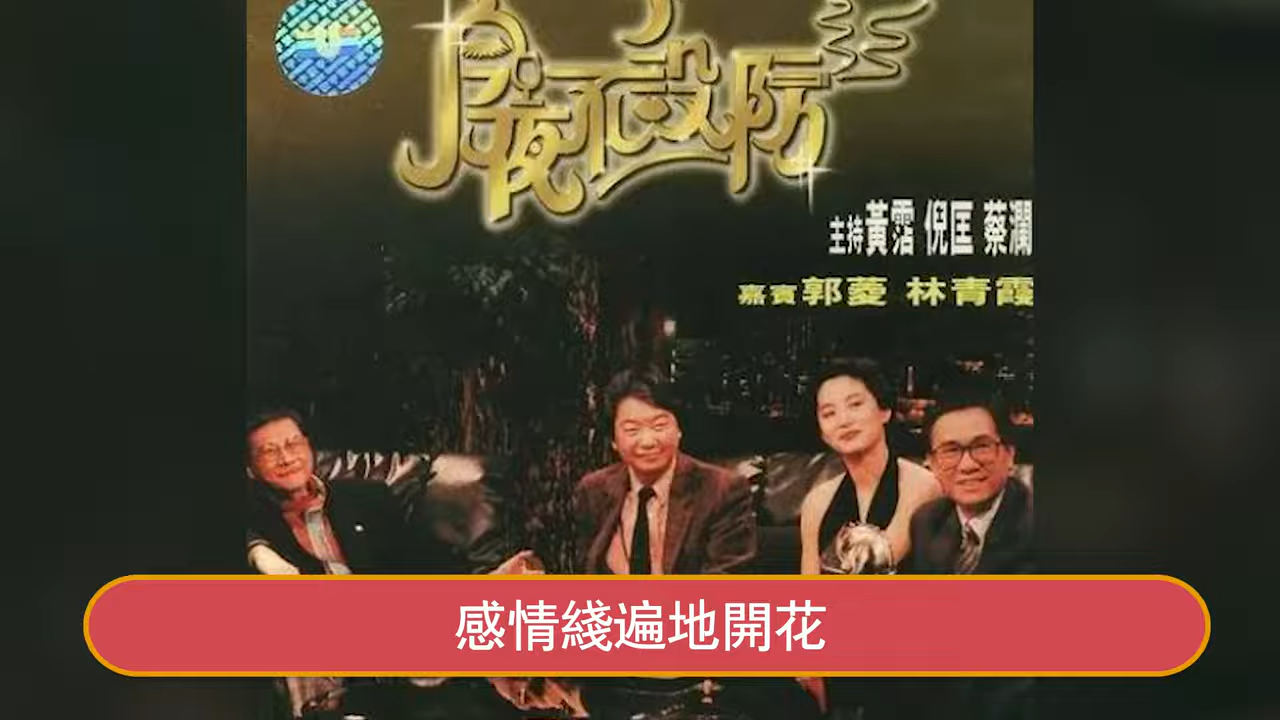 今夜不設防
主持黃霑 倪匡 蔡瀾
嘉賓郭菱 林青霞
感情綫遍地開花